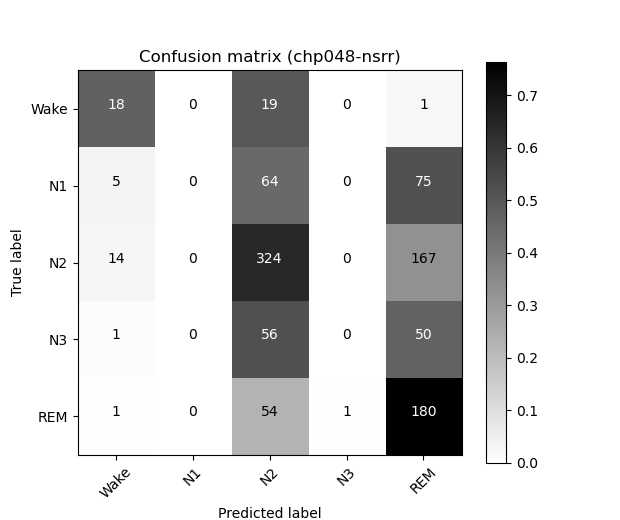 Confusion matrix (chp048-nsrr)
Wake 18 0 19 0 1
N1 5 0 64 0 75
N2 14 0 324 0 167
N3 1 0 56 0 50
REM 1 0 54 1 180
Wake N1 N2 N3 REM
Predicted label
True label
0.7
0.6
0.5
0.4
0.3
0.2
0.1
0.0